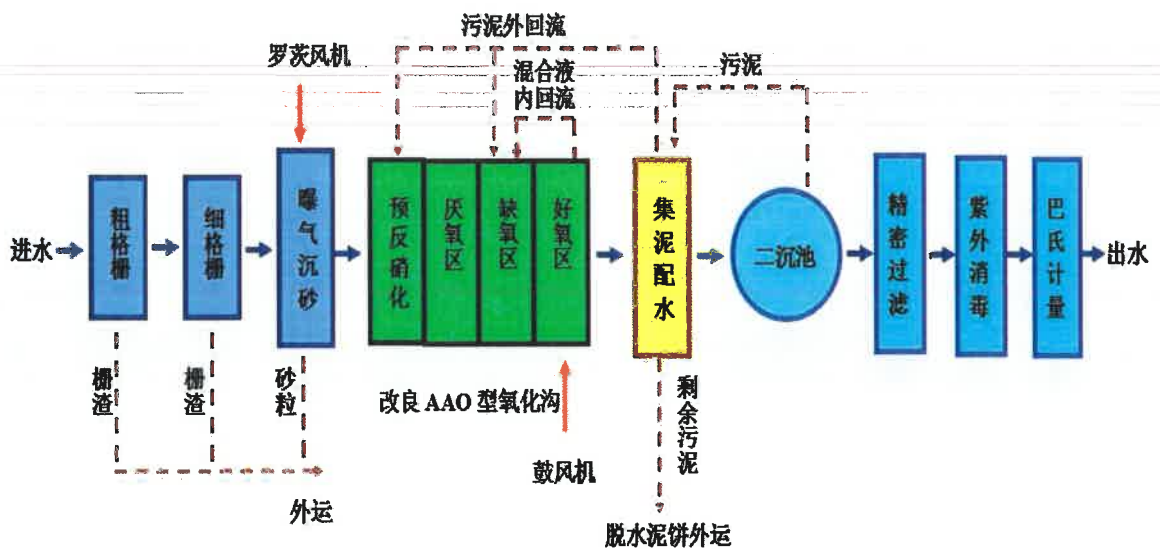 污泥外回流
罗茨风机
混合液
内回流
污泥
进水
粗格栅
细格栅
曝气沉砂
预反硝化
厌氧区
缺氧区
好氧区
集泥配水
二沉池
精密过滤
紫外消毒
巴氏计量
出水
栅渣
栅渣
砂粒
改良 AAO 型氧化沟
剩余污泥
鼓风机
外运
脱水泥饼外运